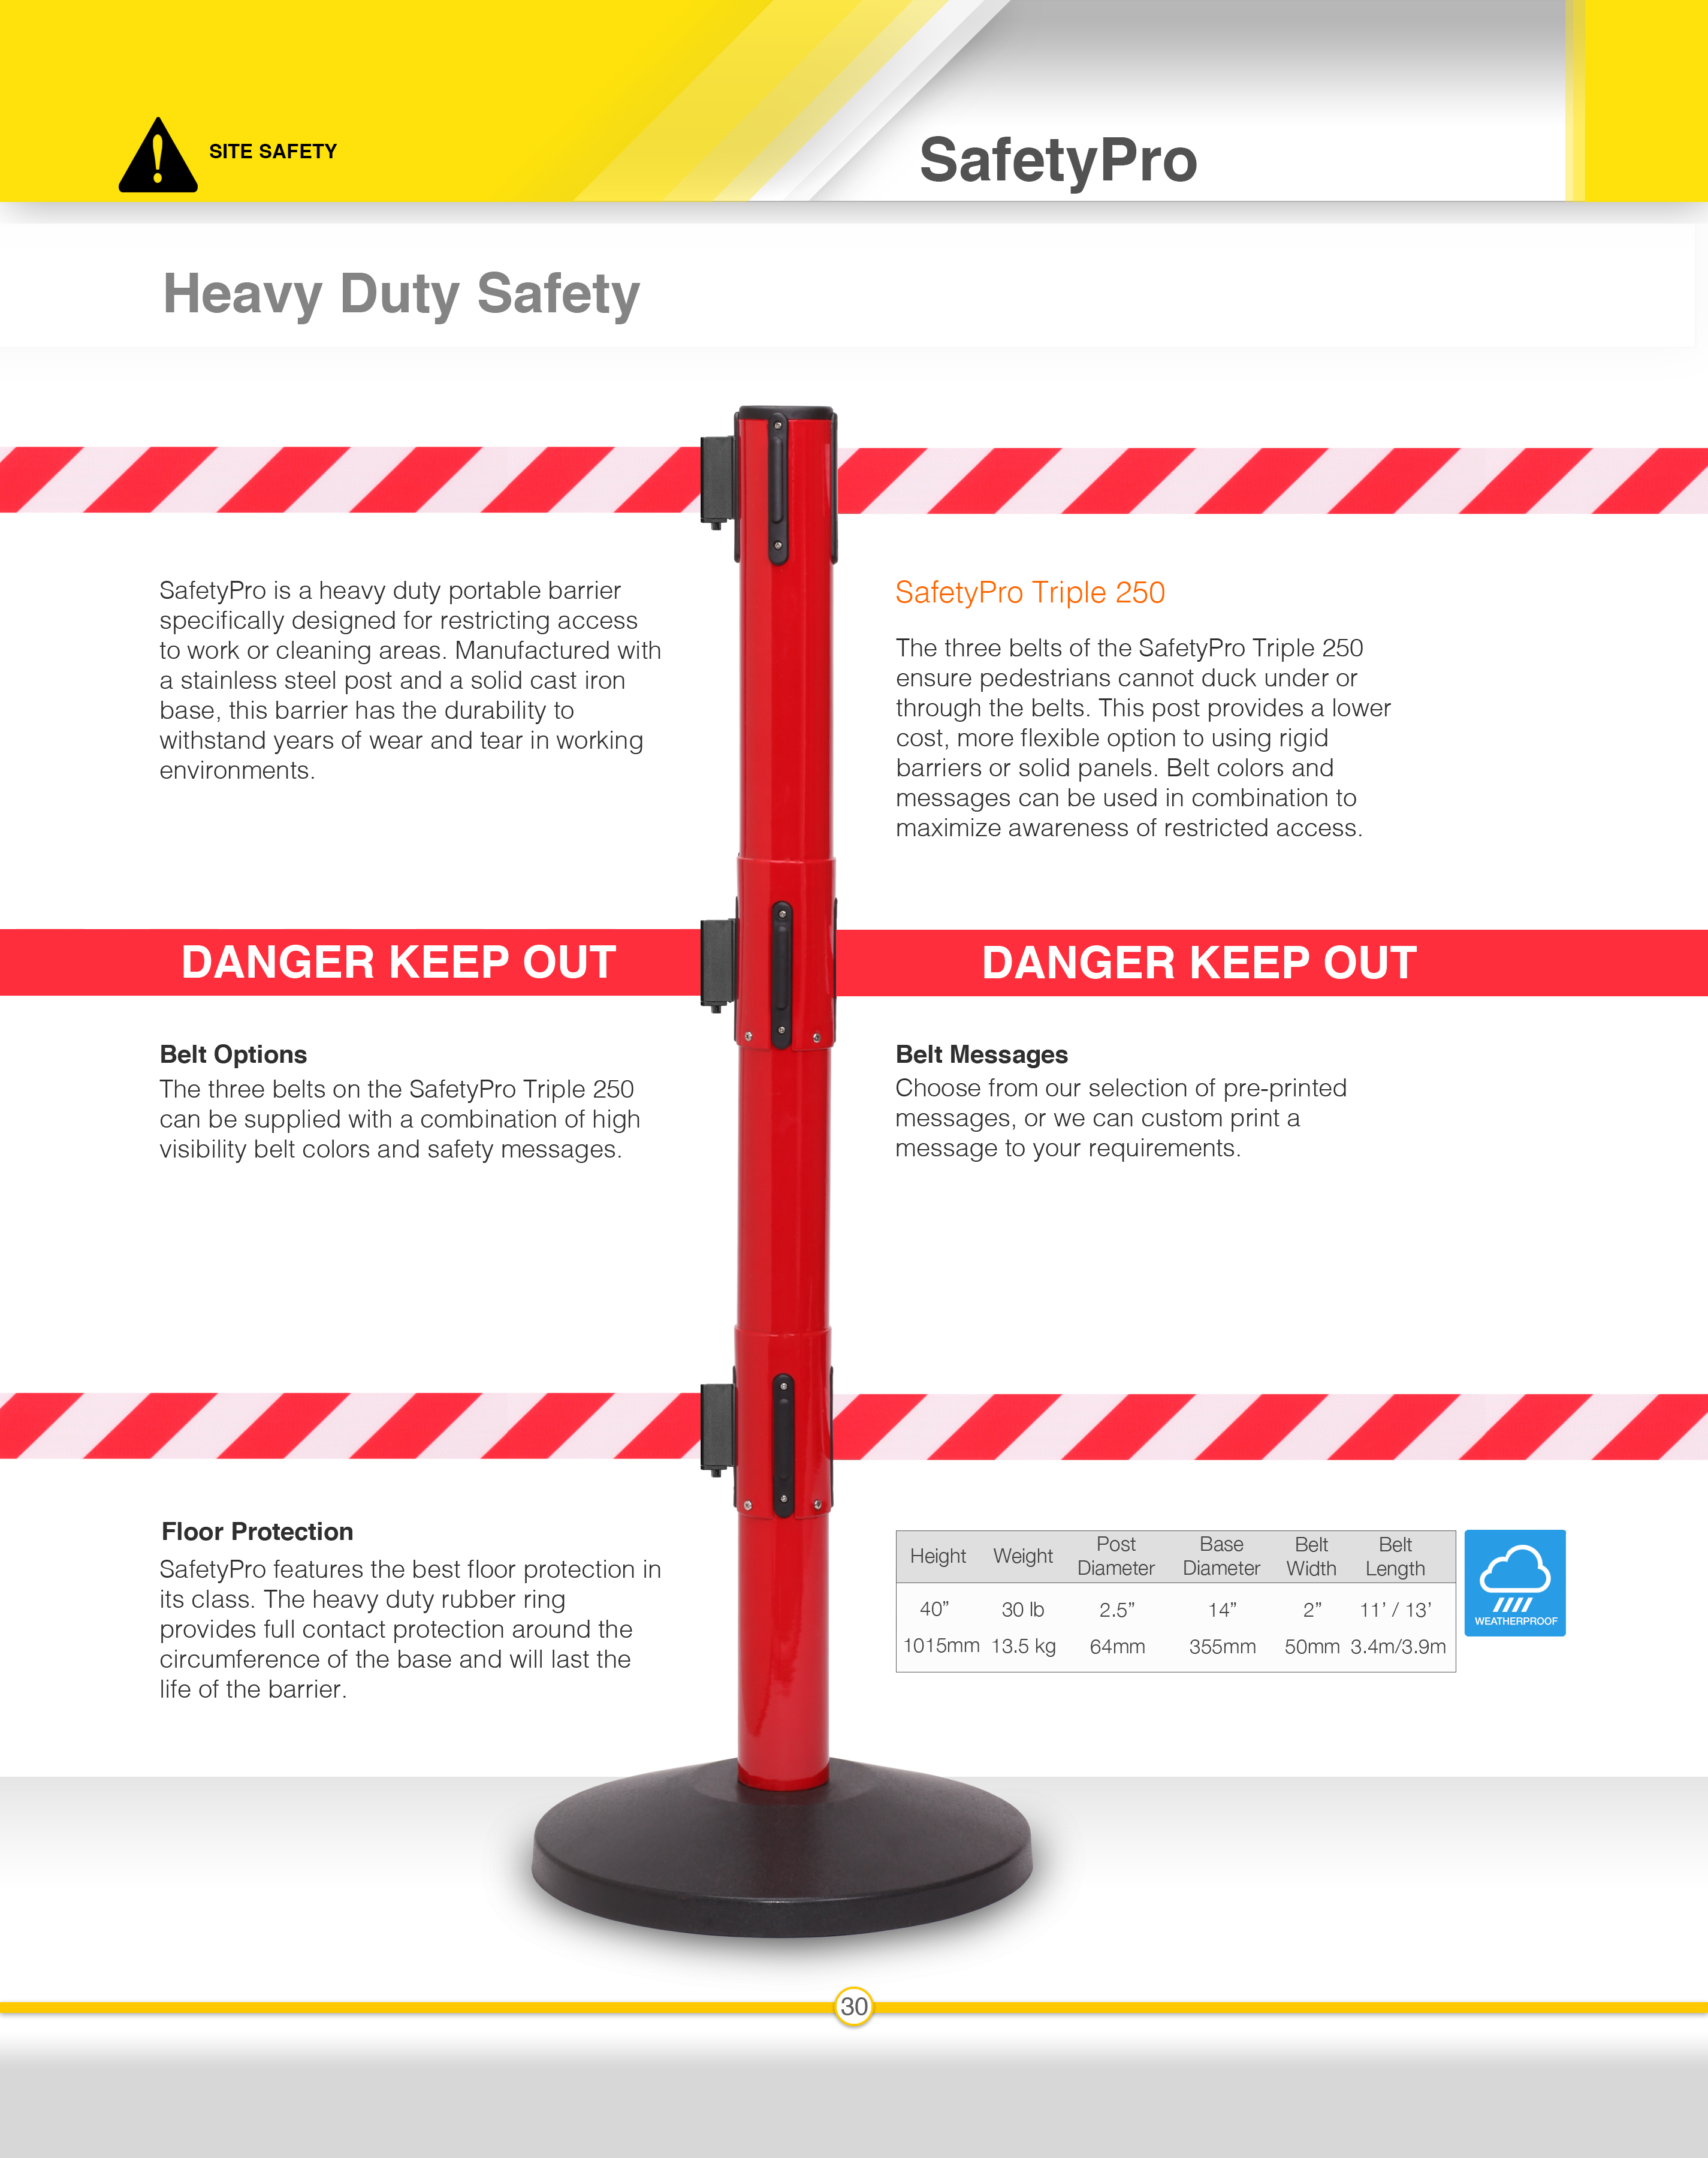 SITE SAFETY
SafetyPro
Heavy Duty Safety
SafetyPro is a heavy duty portable barrier
specifically designed for restricting access
to work or cleaning areas. Manufactured with
a stainless steel post and a solid cast iron
base, this barrier has the durability to
withstand years of wear and tear in working
environments.
SafetyPro Triple 250
The three belts of the SafetyPro Triple 250
ensure pedestrians cannot duck under or
through the belts. This post provides a lower
cost, more flexible option to using rigid
barriers or solid panels. Belt colors and
messages can be used in combination to
maximize awareness of restricted access.
DANGER KEEP OUT
DANGER KEEP OUT
Belt Options
The three belts on the SafetyPro Triple 250
can be supplied with a combination of high
visibility belt colors and safety messages.
Belt Messages
Choose from our selection of pre-printed
messages, or we can custom print a
message to your requirements.
Floor Protection
SafetyPro features the best floor protection in
its class. The heavy duty rubber ring
provides full contact protection around the
circumference of the base and will last the
life of the barrier.
Height Weight Post Diameter Base Diameter Belt Width Belt Length
40” 30 lb 2.5” 14” 2” 11’ / 13’
1015mm 13.5 kg 64mm 355mm 50mm 3.4m/3.9m
WEATHERPROOF
30